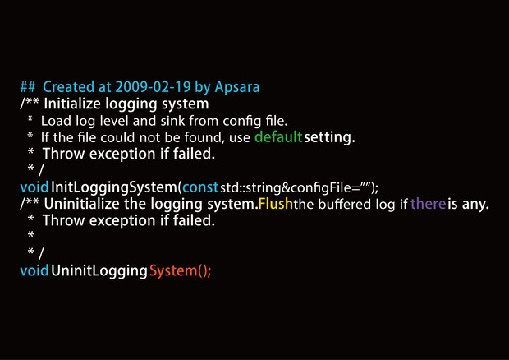 ## Created at 2009-02-19 by Apsara
/** Initialize logging system
* Load log level and sink from config file.
* If the file could not be found, use default setting.
* Throw exception if failed.
* /
void InitLoggingSystem(const std::string&configFile="");
/** Uninitialize the logging system.Flush the buffered log if there is any.
* Throw exception if failed.
*
* /
void UninitLogging System();